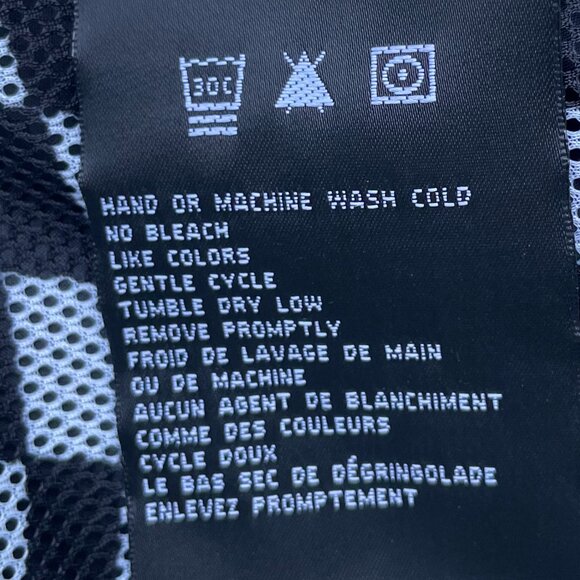 30C
HAND OR MACHINE WASH COLD
NO BLEACH
LIKE COLORS
GENTLE CYCLE
TUMBLE DRY LOW
REMOVE PROMPTLY
FROID DE LAVAGE DE MAIN
OU DE MACHINE
AUCUN AGENT DE BLANCHIMENT
COMME DES COULEURS
CYCLE DOUX
LE BAS SEC DE DÉGRINGOLADE
ENLEVEZ PROMPTEMENT